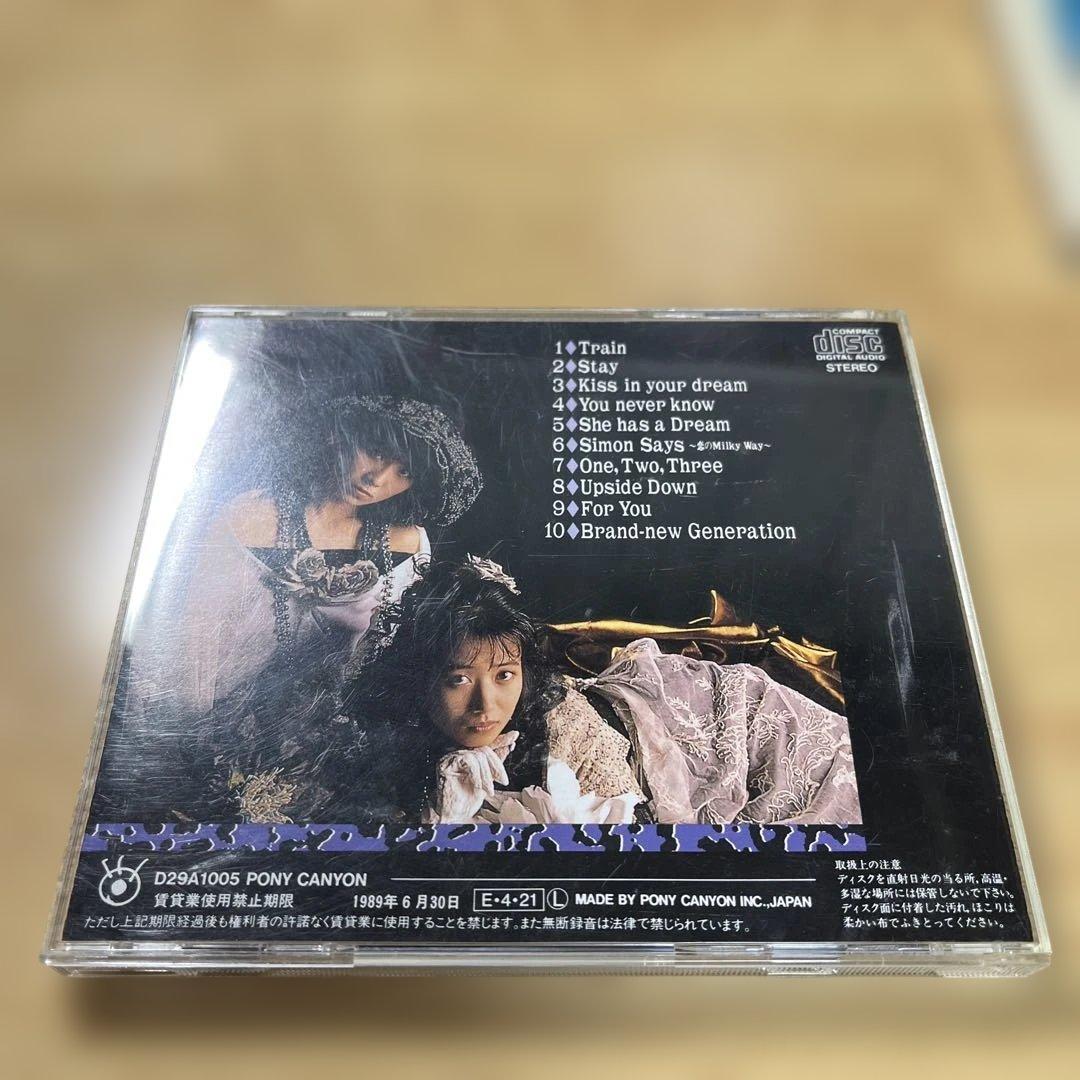 COMPACT
disc
DIGITAL AUDIO
STEREO
1♦Train
2♦Stay
3♦Kiss in your dream
4♦You never know
5♦She has a Dream
6♦Simon Says ~恋のMilky Way~
7♦One, Two, Three
8♦Upside Down
9♦For You
10♦Brand-new Generation
D29A1005 PONY CANYON
賃貸業使用禁止期限 1989年6月30日 E・4・21 L MADE BY PONY CANYON INC., JAPAN
ただし上記期限経過後も権利者の許諾なく賃貸業に使用することを禁じます。また無断録音は法律で禁じられています。
取扱上の注意
ディスクを直射日光の当る所、高温・
多湿な場所には保管しないで下さい。
ディスク面に付着した汚れ、ほこりは
柔かい布でふきとってください。